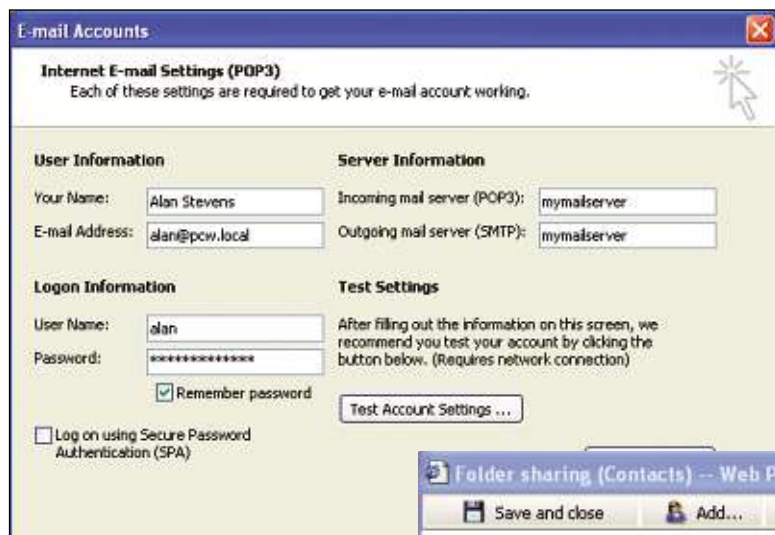 E-mail Accounts
Internet E-mail Settings (POP3)
Each of these settings are required to get your e-mail account working.
User Information
Your Name: Alan Stevens
E-mail Address: alan@pcw.local
Server Information
Incoming mail server (POP3): mymailserver
Outgoing mail server (SMTP): mymailserver
Logon Information
User Name: alan
Password: *************
Remember password
Log on using Secure Password
Authentication (SPA)
Test Settings
After filling out the information on this screen, we
recommend you test your account by clicking the
button below. (Requires network connection)
Test Account Settings ...
Folder sharing (Contacts) -- Web P
Save and close Add...